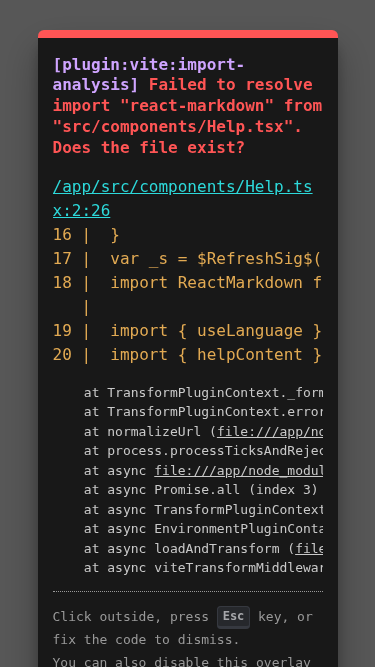 [plugin:vite:import-
analysis] Failed to resolve
import "react-markdown" from
"src/components/Help.tsx".
Does the file exist?
/app/src/components/Help.ts
x:2:26
16 |  }
17 |  var _s = $RefreshSig$(
18 |  import ReactMarkdown f
   |
19 |  import { useLanguage }
20 |  import { helpContent }
    at TransformPluginContext._form
    at TransformPluginContext.error
    at normalizeUrl (file:///app/no
    at process.processTicksAndRejec
    at async file:///app/node_modul
    at async Promise.all (index 3)
    at async TransformPluginContext
    at async EnvironmentPluginConta
    at async loadAndTransform (file
    at async viteTransformMiddlewar
Click outside, press Esc key, or
fix the code to dismiss.
You can also disable this overlay